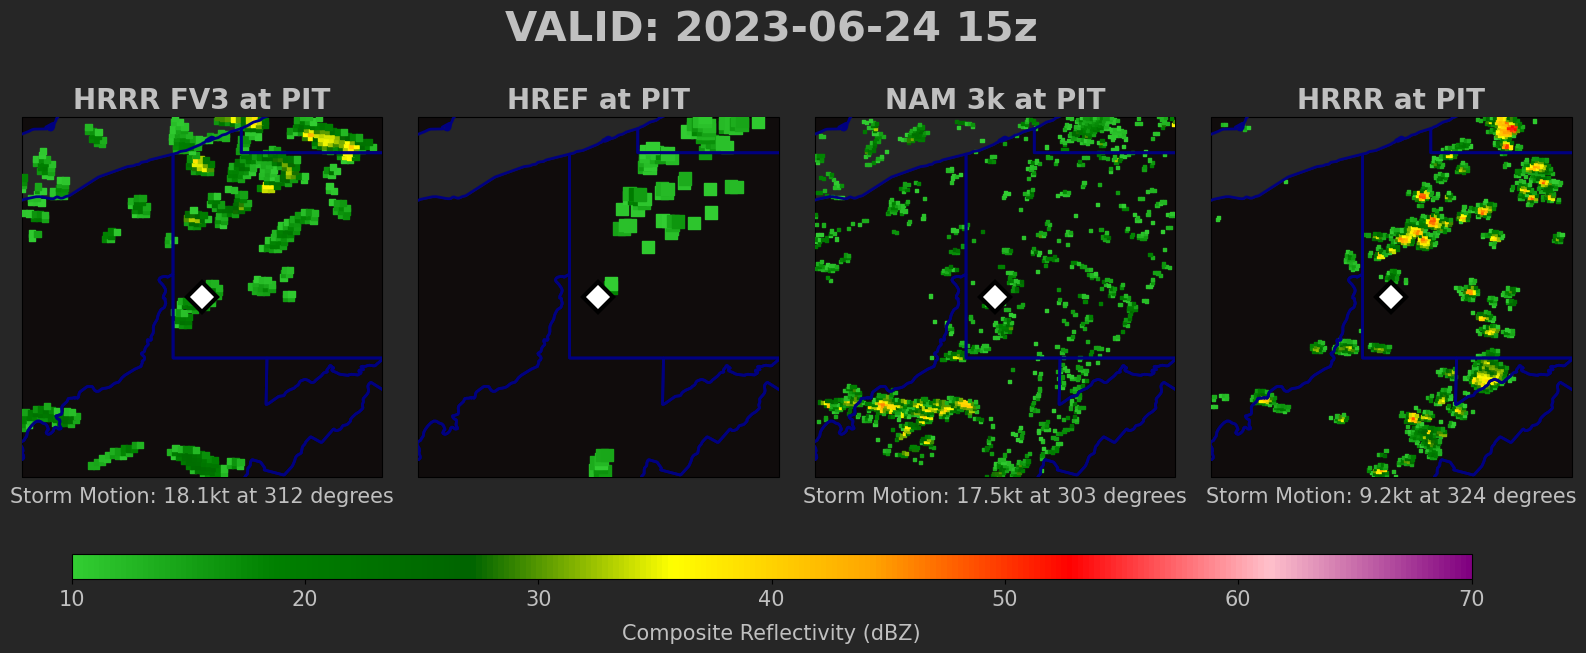 VALID: 2023-06-24 15z
HRRR FV3 at PIT
HREF at PIT
NAM 3k at PIT
HRRR at PIT
Storm Motion: 18.1kt at 312 degrees
Storm Motion: 17.5kt at 303 degrees
Storm Motion: 9.2kt at 324 degrees
10 20 30 40 50 60 70
Composite Reflectivity (dBZ)